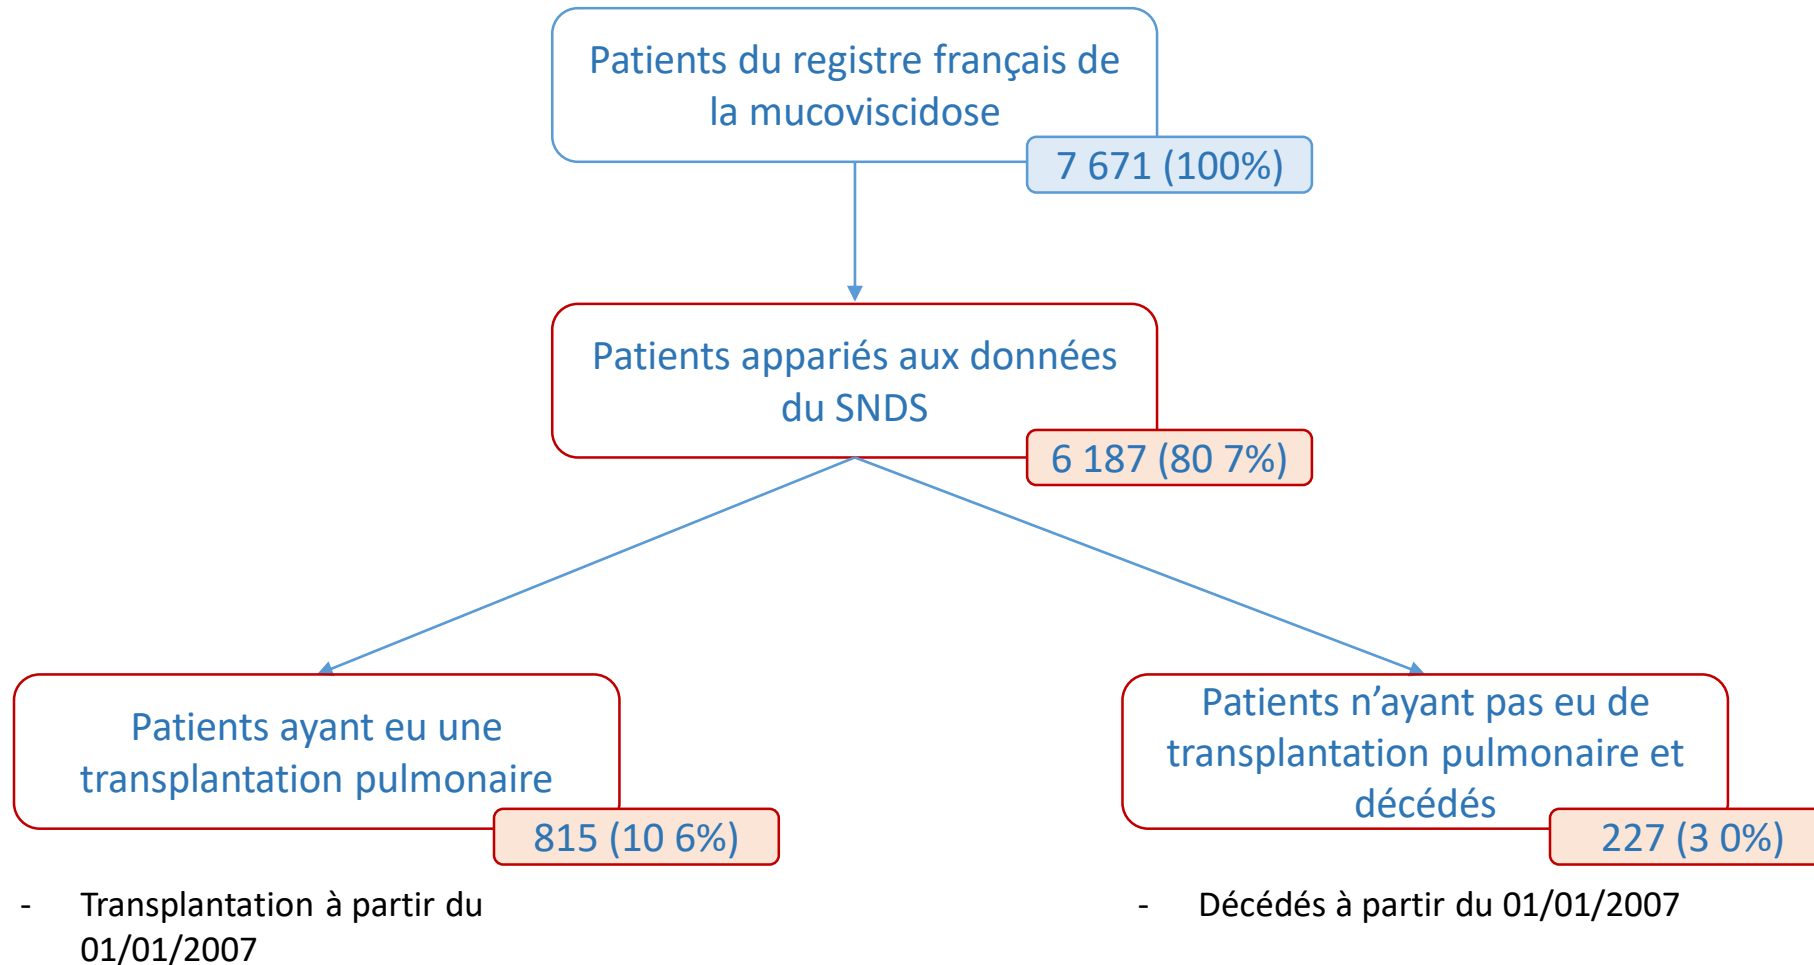 Patients du registre français de
la mucoviscidose
7 671 (100%)
Patients appariés aux données
du SNDS
6 187 (80 7%)
Patients ayant eu une
transplantation pulmonaire
815 (10 6%)
Patients n’ayant pas eu de
transplantation pulmonaire et
décédés
227 (3 0%)
- Transplantation à partir du
01/01/2007
- Décédés à partir du 01/01/2007